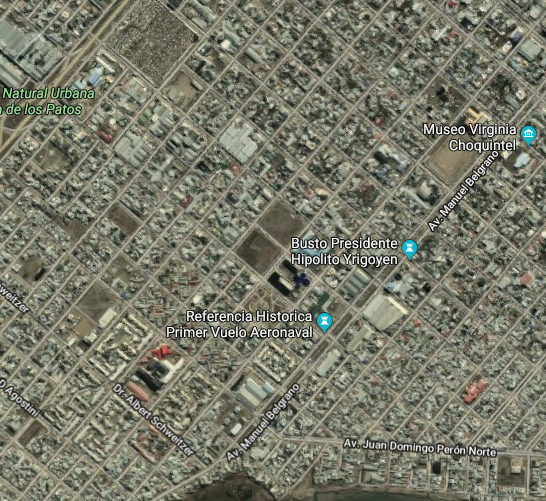 Natural Urbana
de los Patos
Museo Virginia
Choquintel
Av. Manuel Belgrano
Busto Presidente
Hipolito Yrigoyen
Referencia Historica
Primer Vuelo Aeronaval
Dr. Albert Schweitzer
D Agostini
Av. Manuel Belgrano
Av. Juan Domingo Perón Norte